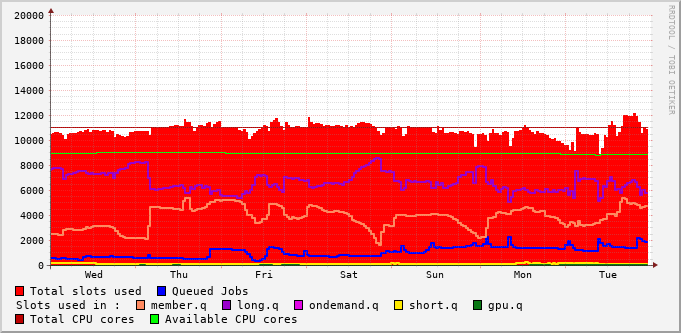 RRDTOOL / TOBI OETIKER
20000
18000
16000
14000
12000
10000
8000
6000
4000
2000
0
Wed Thu Fri Sat Sun Mon Tue
Total slots used Queued Jobs
Slots used in : member.q long.q ondemand.q short.q gpu.q
Total CPU cores Available CPU cores